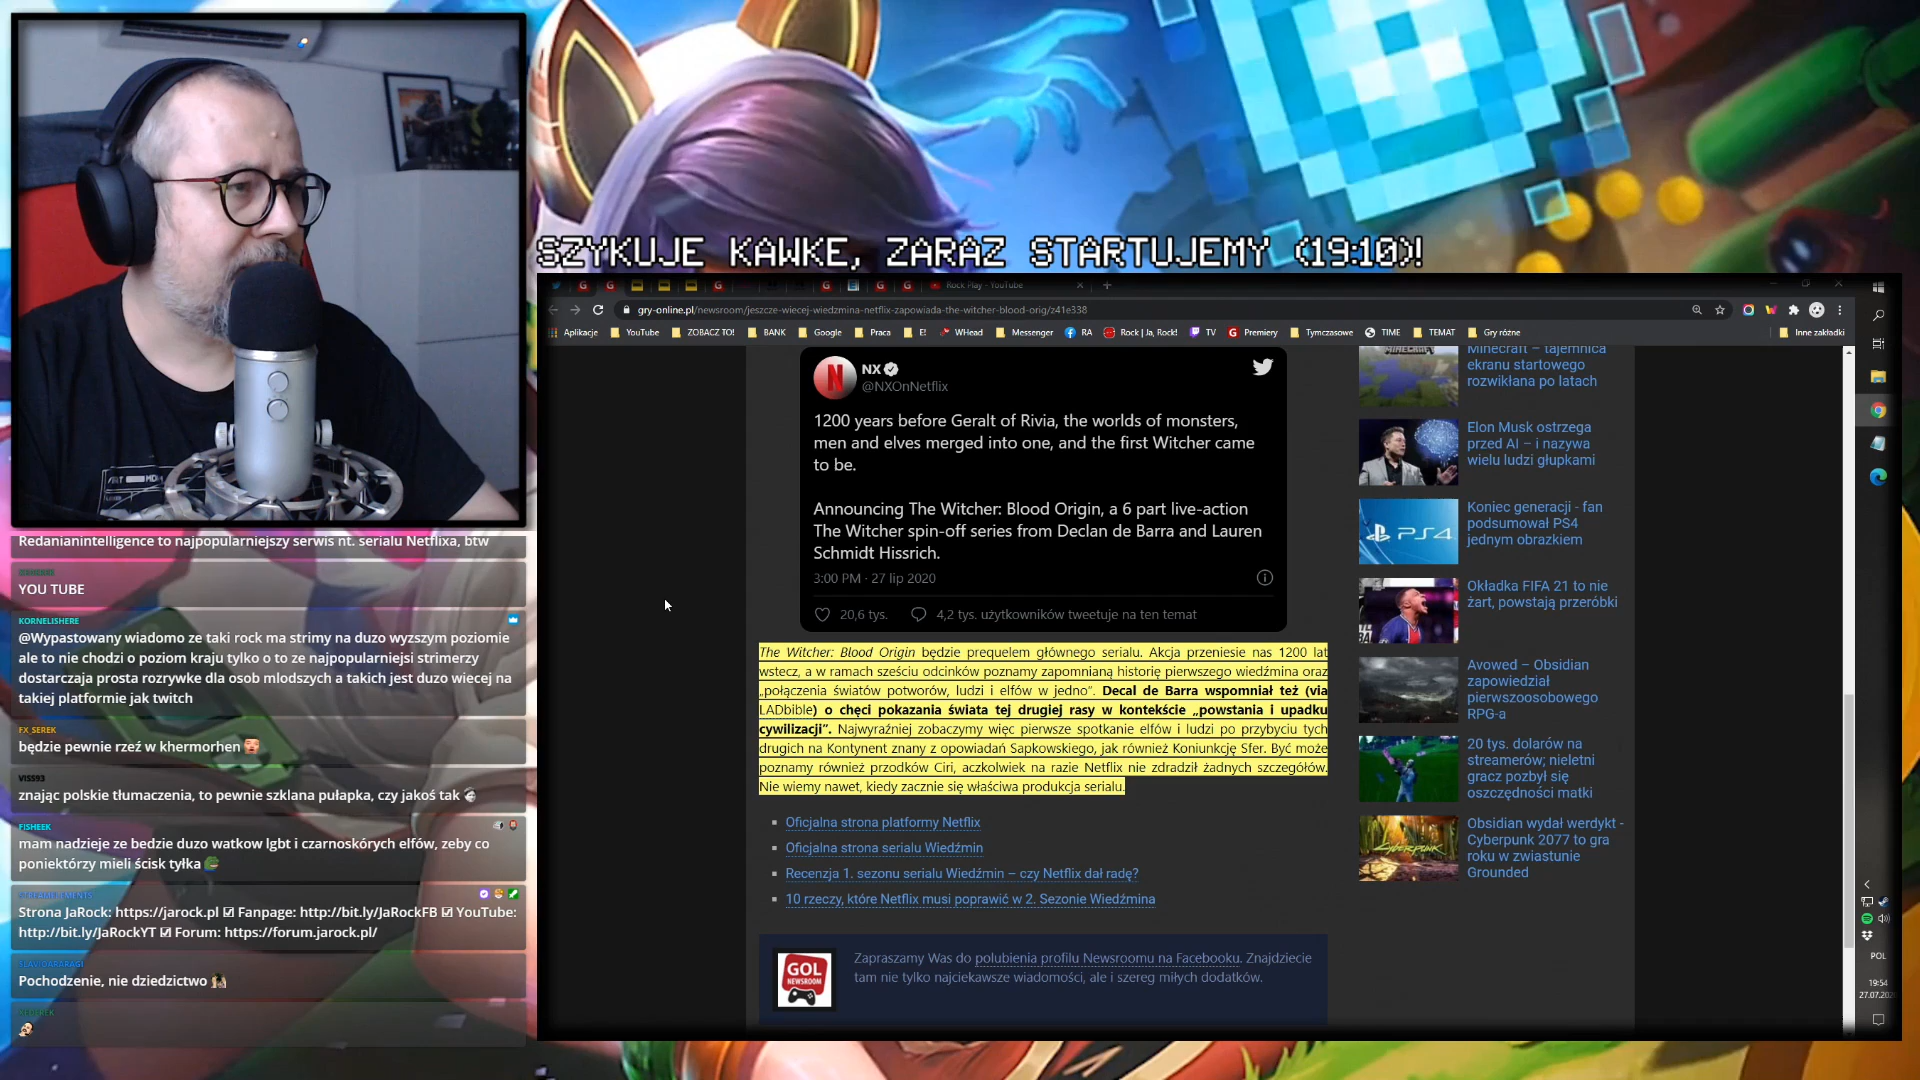 SZYKUJE KAWKE, ZARAZ STARTUJEMY (19:10)!
Redanianintelligence to najpopularniejszy serwis nt. serialu Netflixa, btw
YOU TUBE
KORNELISHERE
@Wypastowany wiadomo ze taki rock ma strimy na duzo wyzszym poziomie
ale to nie chodzi o poziom kraju tylko o to ze najpopularniejsi strimerzy
dostarczaja prosta rozrywke dla osob mlodszych a takich jest duzo wiecej na
takiej platformie jak twitch
FX_SEREK
będzie pewnie rzeź w khermorhen
VISS93
znając polskie tłumaczenia, to pewnie szklana pułapka, czy jakoś tak
FISHEEK
mam nadzieje ze bedzie duzo watkow lgbt i czarnoskórych elfów, zeby co
poniektórzy mieli ścisk tyłka
STREAMELEMENTS
Strona JaRock: https://jarock.pl ☑ Fanpage: http://bit.ly/JaRockFB ☑ YouTube:
http://bit.ly/JaRockYT ☑ Forum: https://forum.jarock.pl/
Pochodzenie, nie dziedzictwo
Rock Play - YouTube
gry-online.pl/newsroom/jeszcze-wiecej-wiedzmina-netflix-zapowiada-the-witcher-blood-orig/z41e338
Aplikacje YouTube ZOBACZ TO! BANK Google Praca E! WHead Messenger RA Rock | Ja, Rock! TV Premiery Tymczasowe TIME TEMAT Gry różne Inne zakładki
NX
@NXOnNetflix
1200 years before Geralt of Rivia, the worlds of monsters,
men and elves merged into one, and the first Witcher came
to be.
Announcing The Witcher: Blood Origin, a 6 part live-action
The Witcher spin-off series from Declan de Barra and Lauren
Schmidt Hissrich.
3:00 PM · 27 lip 2020
20,6 tys. 4,2 tys. użytkowników tweetuje na ten temat
The Witcher: Blood Origin będzie prequelem głównego serialu. Akcja przeniesie nas 1200 lat
wstecz, a w ramach sześciu odcinków poznamy zapomnianą historię pierwszego wiedźmina oraz
„połączenia światów potworów, ludzi i elfów w jedno”. Decal de Barra wspomniał też (via
LADbible) o chęci pokazania świata tej drugiej rasy w kontekście „powstania i upadku
cywilizacji”. Najwyraźniej zobaczymy więc pierwsze spotkanie elfów i ludzi po przybyciu tych
drugich na Kontynent znany z opowiadań Sapkowskiego, jak również Koniunkcję Sfer. Być może
poznamy również przodków Ciri, aczkolwiek na razie Netflix nie zdradził żadnych szczegółów.
Nie wiemy nawet, kiedy zacznie się właściwa produkcja serialu.
Oficjalna strona platformy Netflix
Oficjalna strona serialu Wiedźmin
Recenzja 1. sezonu serialu Wiedźmin – czy Netflix dał radę?
10 rzeczy, które Netflix musi poprawić w 2. Sezonie Wiedźmina
GOL
NEWSROOM
Zapraszamy Was do polubienia profilu Newsroomu na Facebooku. Znajdziecie
tam nie tylko najciekawsze wiadomości, ale i szereg miłych dodatków.
Minecraft – tajemnica
ekranu startowego
rozwikłana po latach
Elon Musk ostrzega
przed AI – i nazywa
wielu ludzi głupkami
PS4
Koniec generacji - fan
podsumował PS4
jednym obrazkiem
Okładka FIFA 21 to nie
żart, powstają przeróbki
Avowed – Obsidian
zapowiedział
pierwszoosobowego
RPG-a
20 tys. dolarów na
streamerów; nieletni
gracz pozbył się
oszczędności matki
Obsidian wydał werdykt -
Cyberpunk 2077 to gra
roku w zwiastunie
Grounded
POL
19:54